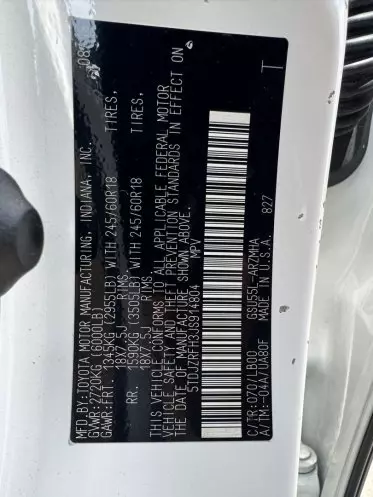 MFD. BY: TOYOTA MOTOR MANUFACTURING, INDIANA, INC. 08/
GVWR: 2720KG (6000LB)
GAWR:FRT. 1345KG (2955LB) WITH 245/60R18 TIRES,
18X7.5J RIMS
RR. 1590KG (3505LB) WITH 245/60R18 TIRES,
18X7.5J RIMS
THIS VEHICLE CONFORMS TO ALL APPLICABLE FEDERAL MOTOR
VEHICLE SAFETY AND THEFT PREVENTION STANDARDS IN EFFECT ON
THE DATE OF MANUFACTURE SHOWN ABOVE.
MPV
C/TR:070/LB00 GSU55L-ARZMHA T
A/TM:-04A/UA80F MADE IN U.S.A. 827